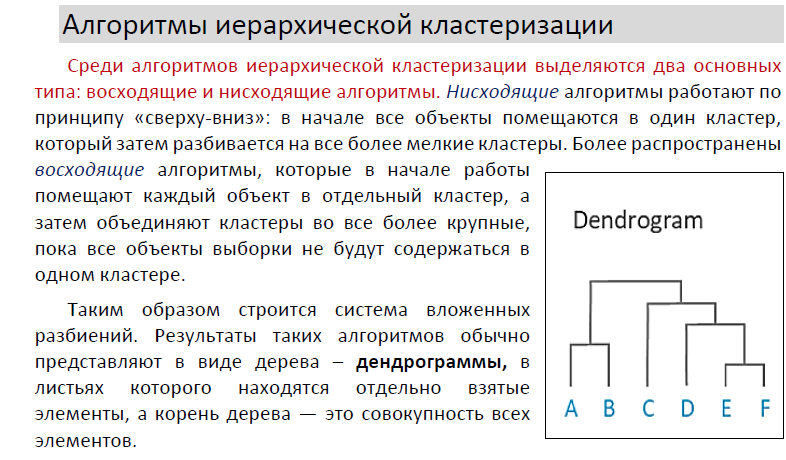 Алгоритмы иерархической кластеризации
Среди алгоритмов иерархической кластеризации выделяются два основных
типа: восходящие и нисходящие алгоритмы. Нисходящие алгоритмы работают по
принципу «сверху-вниз»: в начале все объекты помещаются в один кластер,
который затем разбивается на все более мелкие кластеры. Более распространены
восходящие алгоритмы, которые в начале работы
помещают каждый объект в отдельный кластер, а
затем объединяют кластеры во все более крупные,
пока все объекты выборки не будут содержаться в
одном кластере.
Таким образом строится система вложенных
разбиений. Результаты таких алгоритмов обычно
представляют в виде дерева – дендрограммы, в
листьях которого находятся отдельно взятые
элементы, а корень дерева — это совокупность всех
элементов.
Dendrogram
A B C D E F